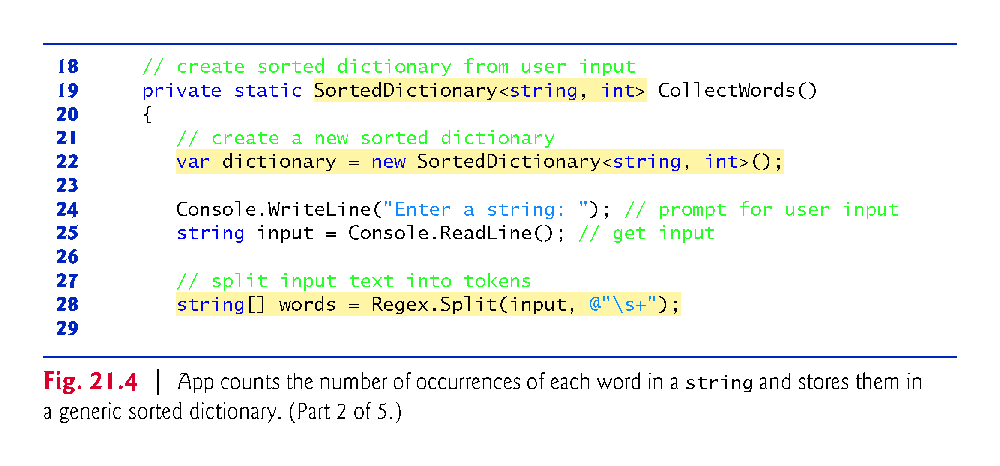 18 // create sorted dictionary from user input
19 private static SortedDictionary<string, int> CollectWords()
20 {
21 // create a new sorted dictionary
22 var dictionary = new SortedDictionary<string, int>();
23
24 Console.WriteLine("Enter a string: "); // prompt for user input
25 string input = Console.ReadLine(); // get input
26
27 // split input text into tokens
28 string[] words = Regex.Split(input, @"\s+");
29
Fig. 21.4 | App counts the number of occurrences of each word in a string and stores them in
a generic sorted dictionary. (Part 2 of 5.)